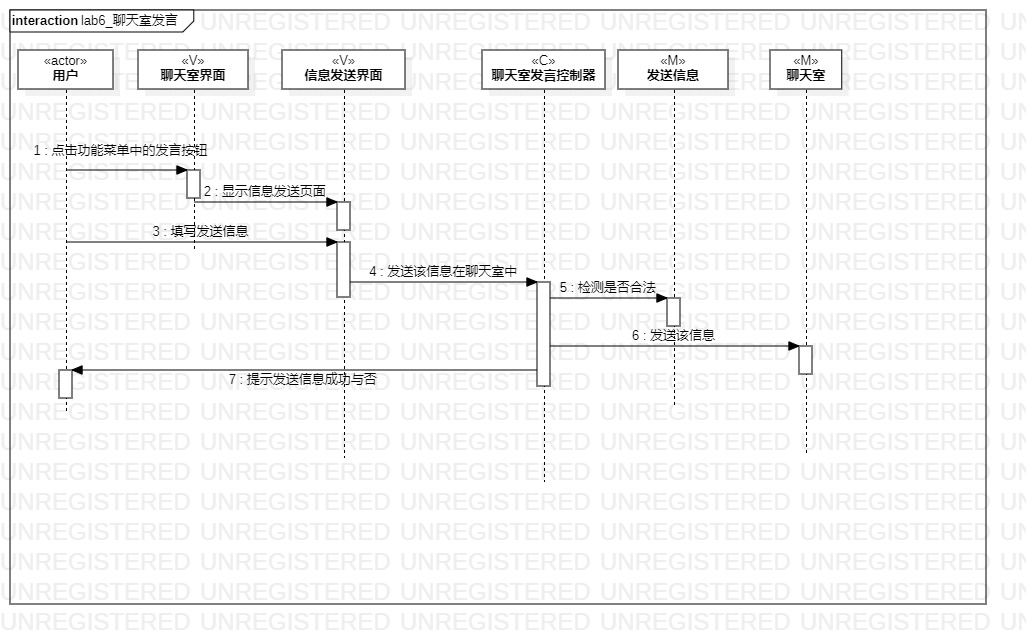 interaction lab6_聊天室发言
«actor»
用户
«V»
聊天室界面
«V»
信息发送界面
«C»
聊天室发言控制器
«M»
发送信息
«M»
聊天室
1 : 点击功能菜单中的发言按钮
2 : 显示信息发送页面
3 : 填写发送信息
4 : 发送该信息在聊天室中
5 : 检测是否合法
6 : 发送该信息
7 : 提示发送信息成功与否
UNREGISTERED